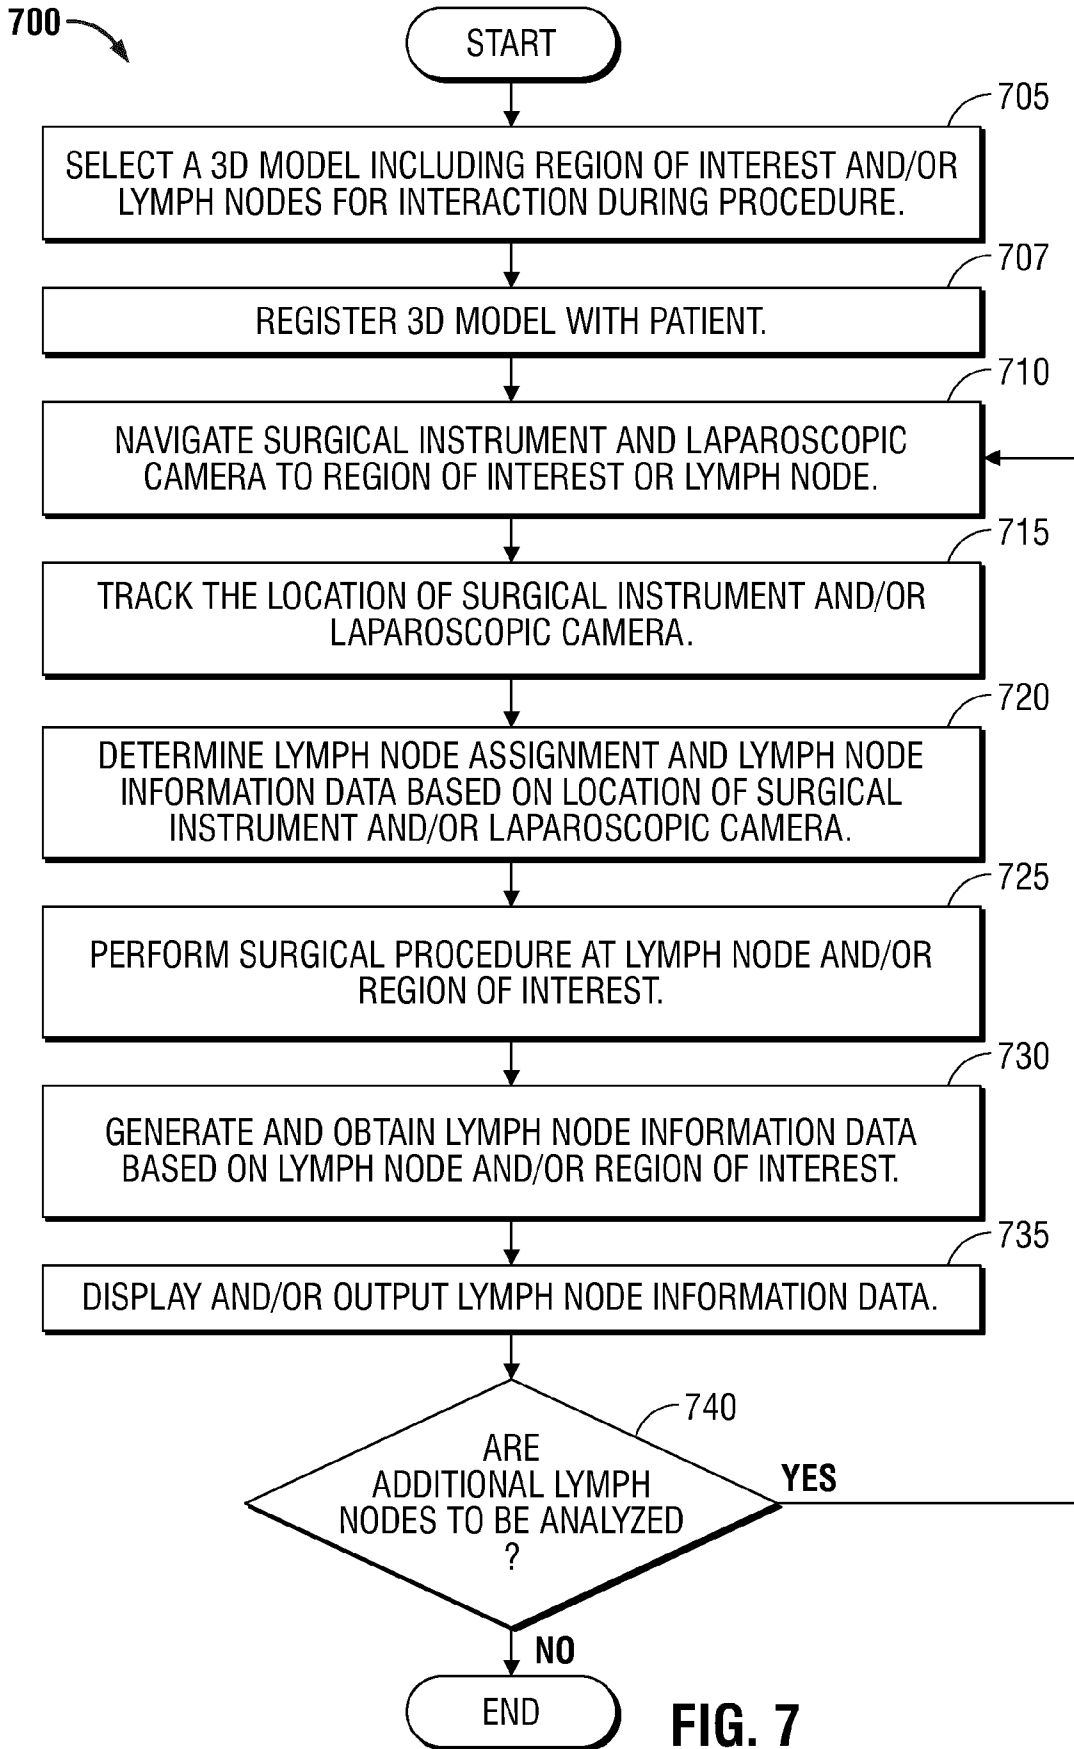 700
START
705
SELECT A 3D MODEL INCLUDING REGION OF INTEREST AND/OR
LYMPH NODES FOR INTERACTION DURING PROCEDURE.
707
REGISTER 3D MODEL WITH PATIENT.
710
NAVIGATE SURGICAL INSTRUMENT AND LAPAROSCOPIC
CAMERA TO REGION OF INTEREST OR LYMPH NODE.
715
TRACK THE LOCATION OF SURGICAL INSTRUMENT AND/OR
LAPAROSCOPIC CAMERA.
720
DETERMINE LYMPH NODE ASSIGNMENT AND LYMPH NODE
INFORMATION DATA BASED ON LOCATION OF SURGICAL
INSTRUMENT AND/OR LAPAROSCOPIC CAMERA.
725
PERFORM SURGICAL PROCEDURE AT LYMPH NODE AND/OR
REGION OF INTEREST.
730
GENERATE AND OBTAIN LYMPH NODE INFORMATION DATA
BASED ON LYMPH NODE AND/OR REGION OF INTEREST.
735
DISPLAY AND/OR OUTPUT LYMPH NODE INFORMATION DATA.
740
ARE
ADDITIONAL LYMPH
NODES TO BE ANALYZED
?
YES
NO
END
FIG. 7